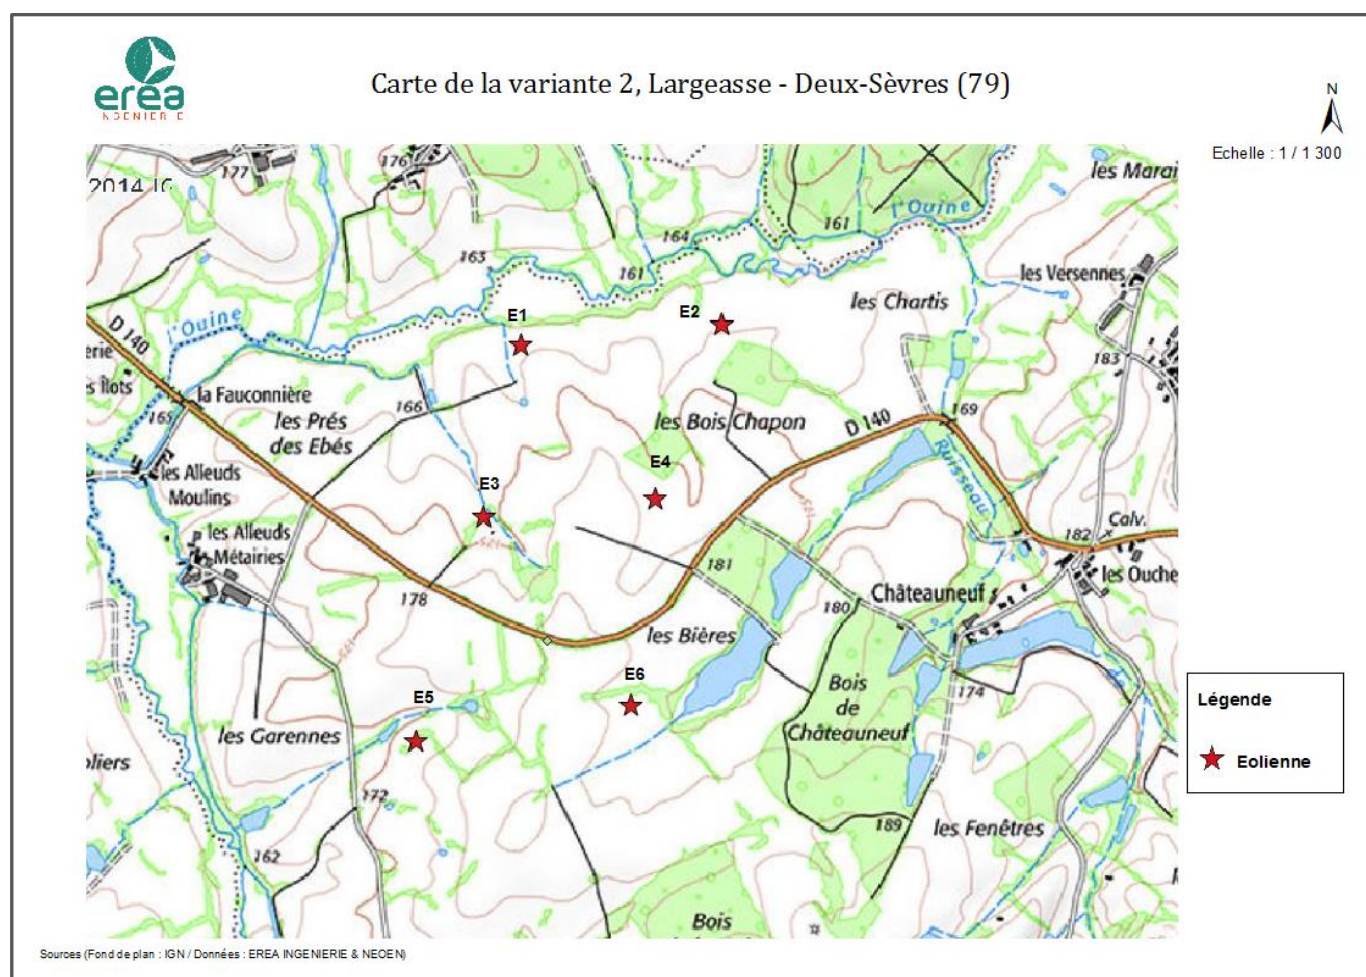 eréa
INGENIERIE
Carte de la variante 2, Largeasse - Deux-Sèvres (79)
N
Echelle : 1 / 1 300
177
176
les Marai
l'Ouine
161
164
163
161
les Versennes
les Chartis
E2
E1
l'Ouine
D 140
183
la Fauconnière
166
165
les Prés
des Ebés
les Bois Chapon
D 140
169
les Alleuds
Moulins
E4
E3
Ruisseau
les Alleuds
Métairies
Calv.
182
les Ouche
181
178
Châteauneuf
180
les Bières
174
E6
Bois
de
Châteauneuf
E5
les Garennes
172
162
189
les Fenêtres
Bois
Légende
Eolienne
Sources (Fond de plan : IGN / Données : EREA INGENIERIE & NEOEN)